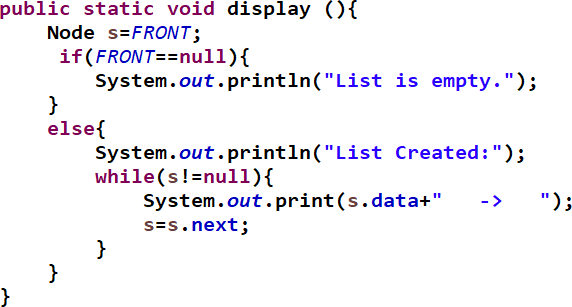 public static void display (){
    Node s=FRONT;
     if(FRONT==null){
        System.out.println("List is empty.");
    }
    else{
        System.out.println("List Created:");
        while(s!=null){
            System.out.print(s.data+"   ->   ");
            s=s.next;
        }
    }
}